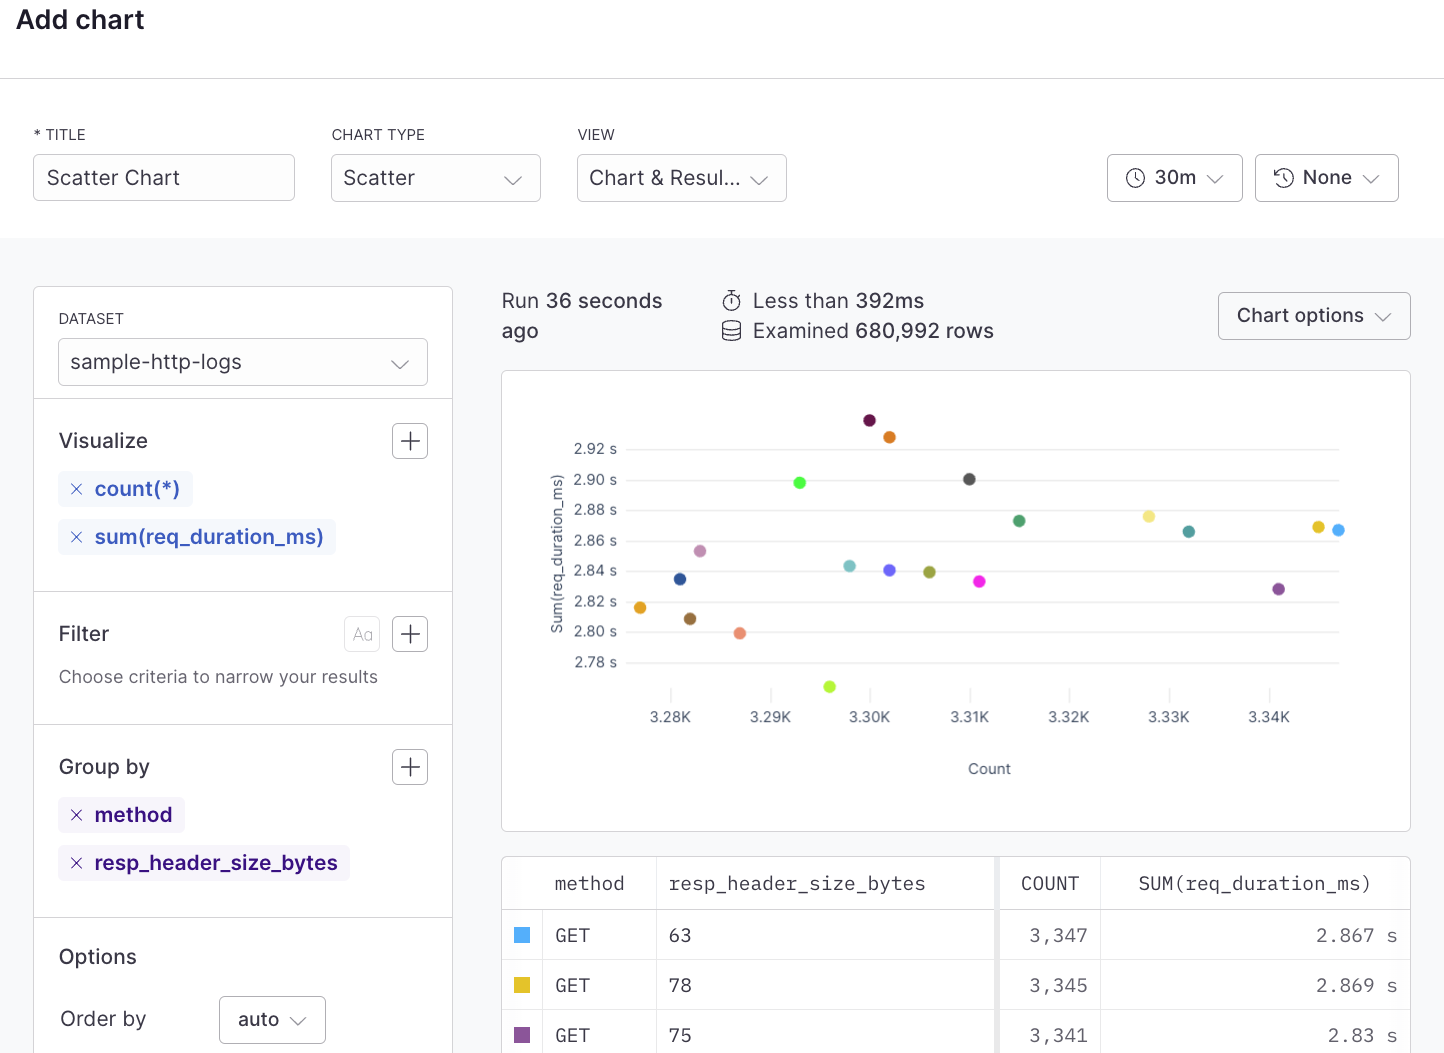 Add chart
* TITLE
CHART TYPE
VIEW
Scatter Chart
Scatter
Chart & Resul...
30m
None
DATASET
sample-http-logs
Visualize
count(*)
sum(req_duration_ms)
Filter
Aa
Choose criteria to narrow your results
Group by
method
resp_header_size_bytes
Options
Order by
auto
Run 36 seconds
ago
Less than 392ms
Examined 680,992 rows
Chart options
Sum(req_duration_ms)
2.92 s
2.90 s
2.88 s
2.86 s
2.84 s
2.82 s
2.80 s
2.78 s
3.28K 3.29K 3.30K 3.31K 3.32K 3.33K 3.34K
Count
method resp_header_size_bytes COUNT SUM(req_duration_ms)
GET 63 3,347 2.867 s
GET 78 3,345 2.869 s
GET 75 3,341 2.83 s